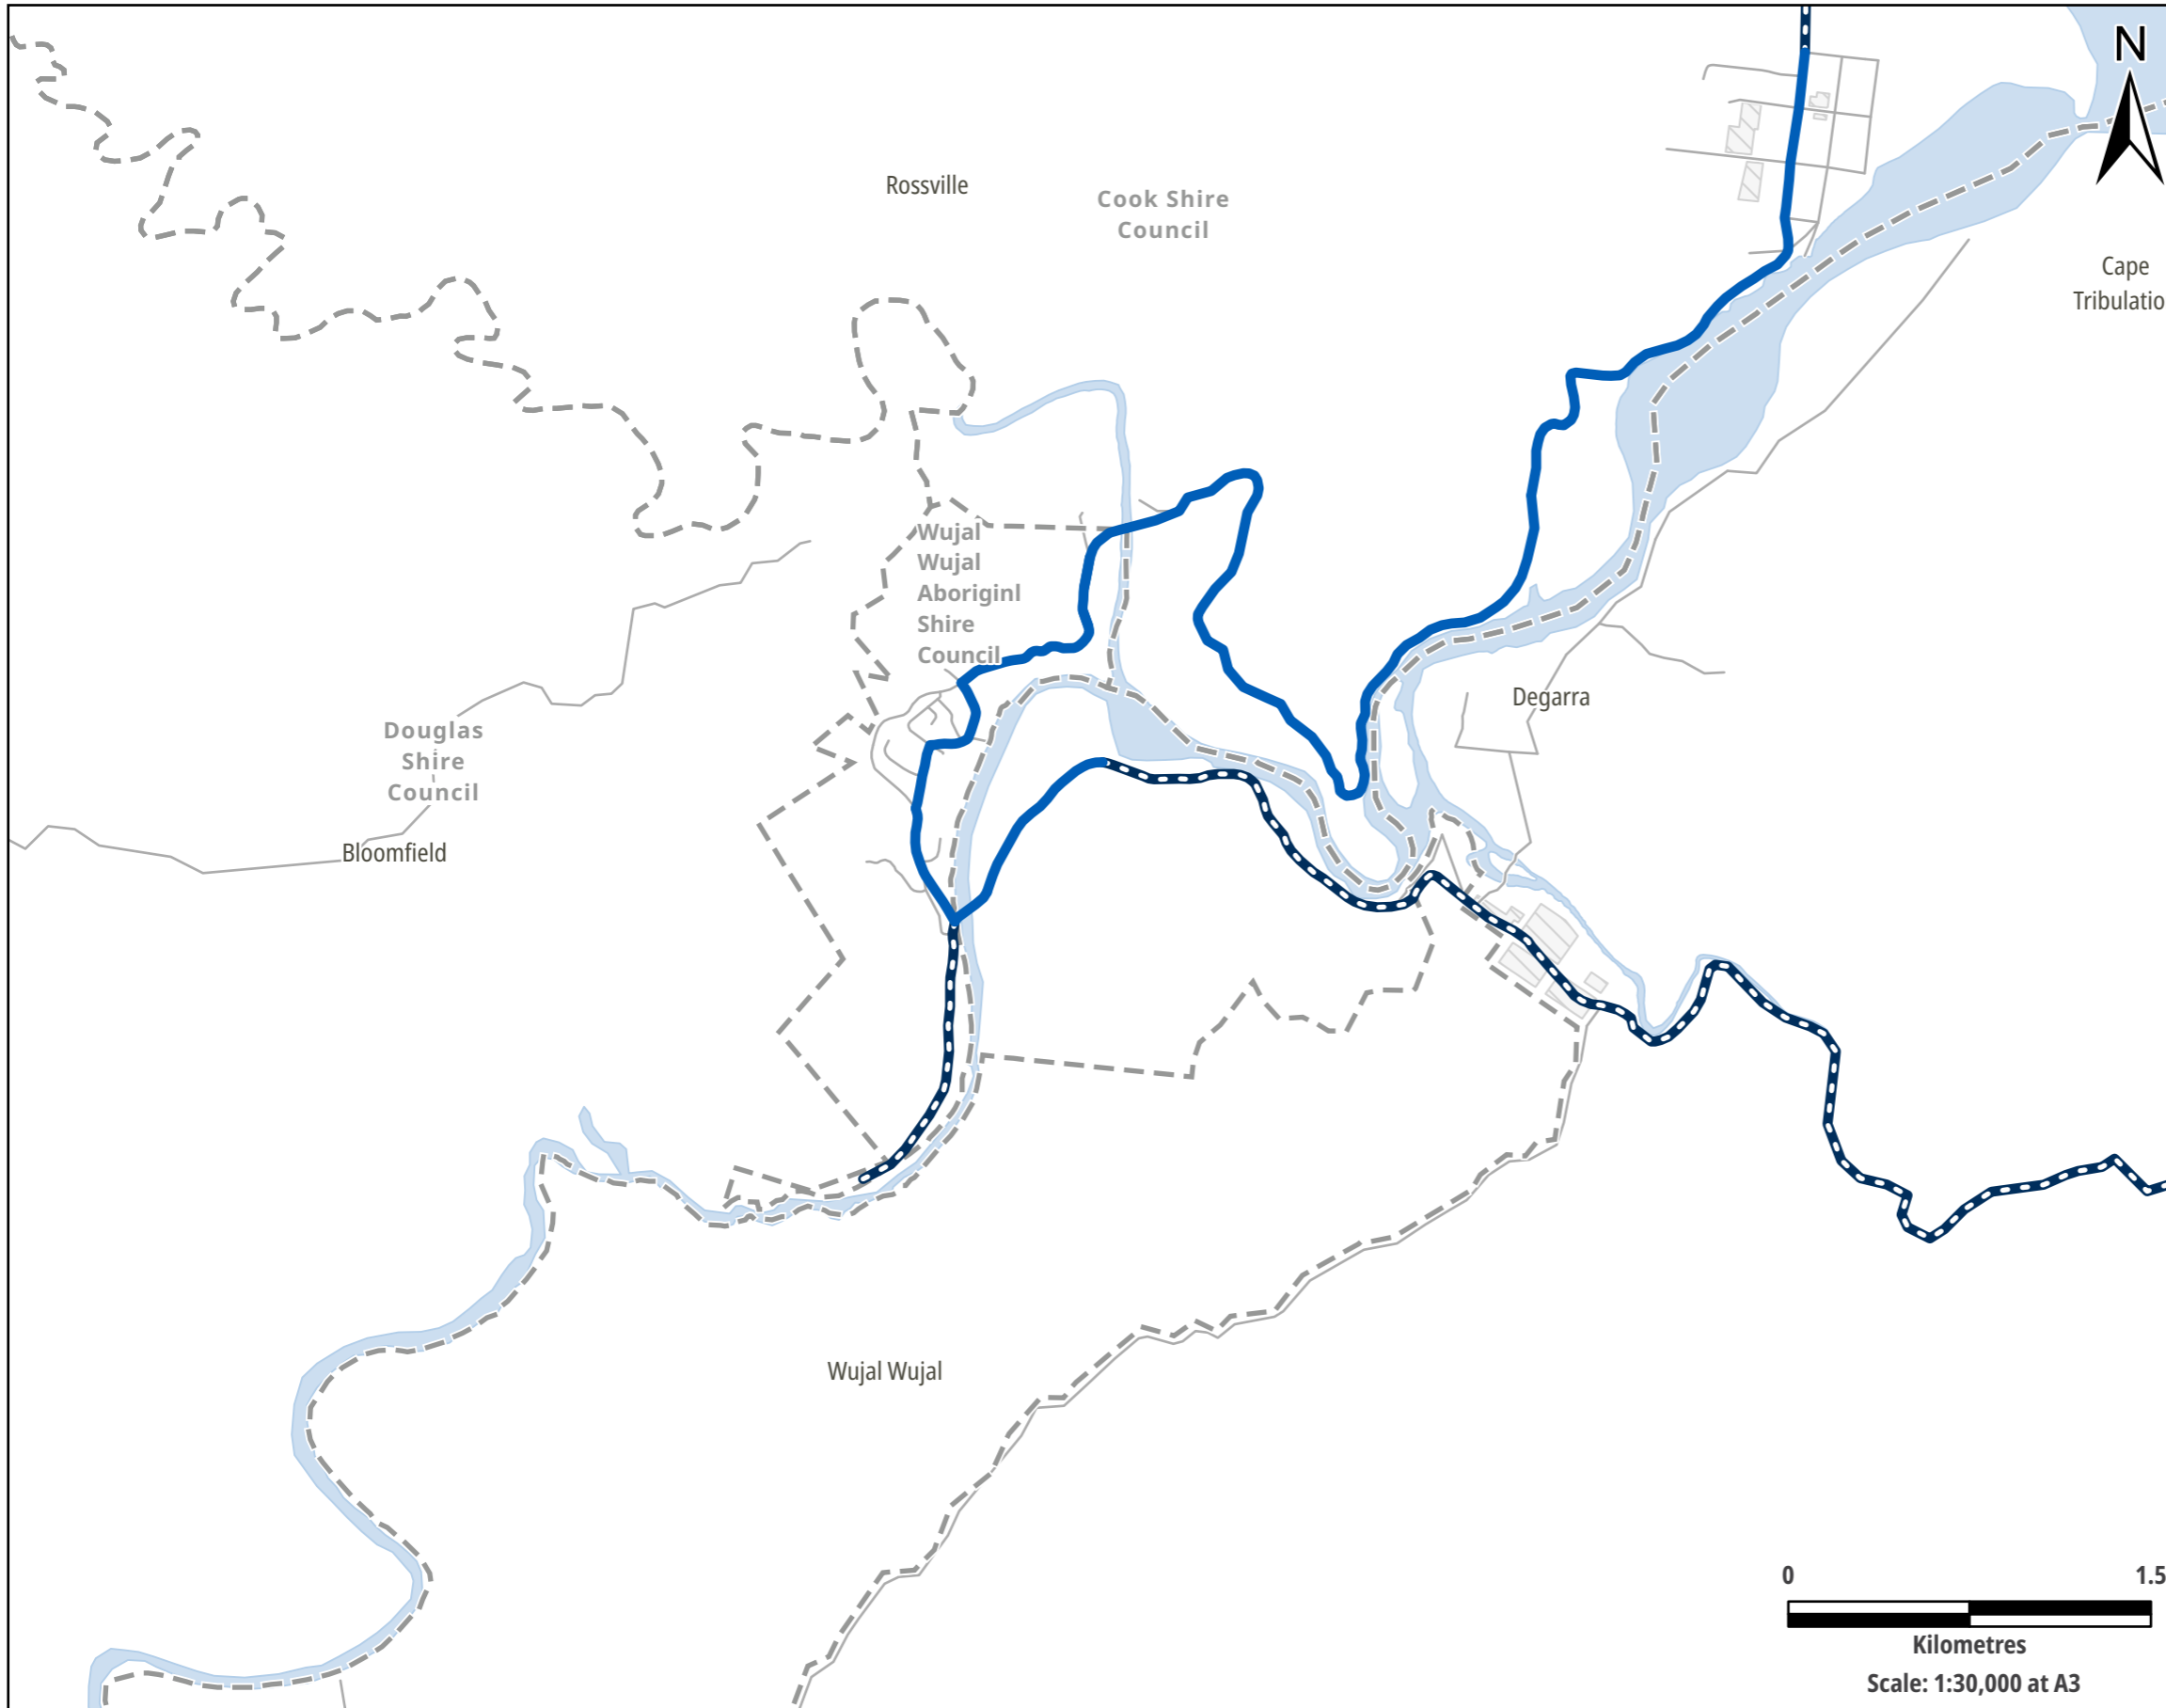 N
Rossville
Cook Shire
Council
Cape
Tribulatio
Wujal
Wujal
Aboriginl
Shire
Council
Degarra
Douglas
Shire
Council
Bloomfield
Wujal Wujal
0
1.5
Kilometres
Scale: 1:30,000 at A3